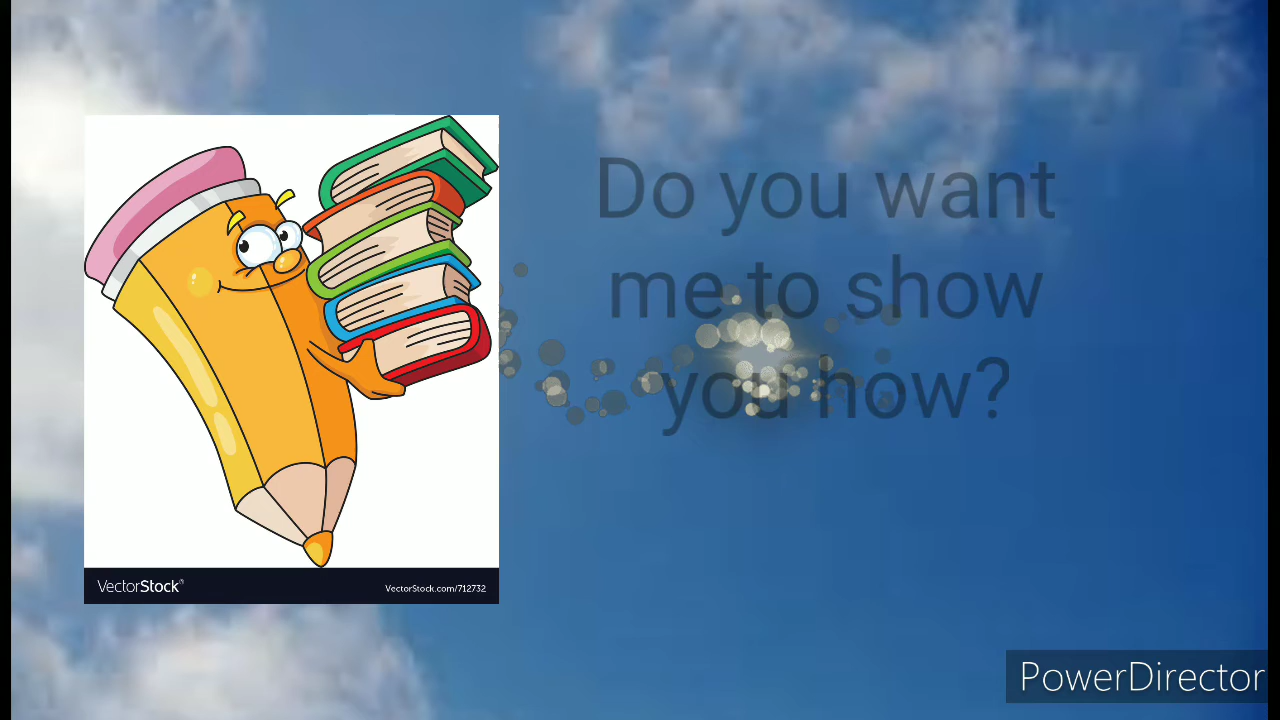 Do you want
me to show
you how?
VectorStock®
VectorStock.com/712732
PowerDirector